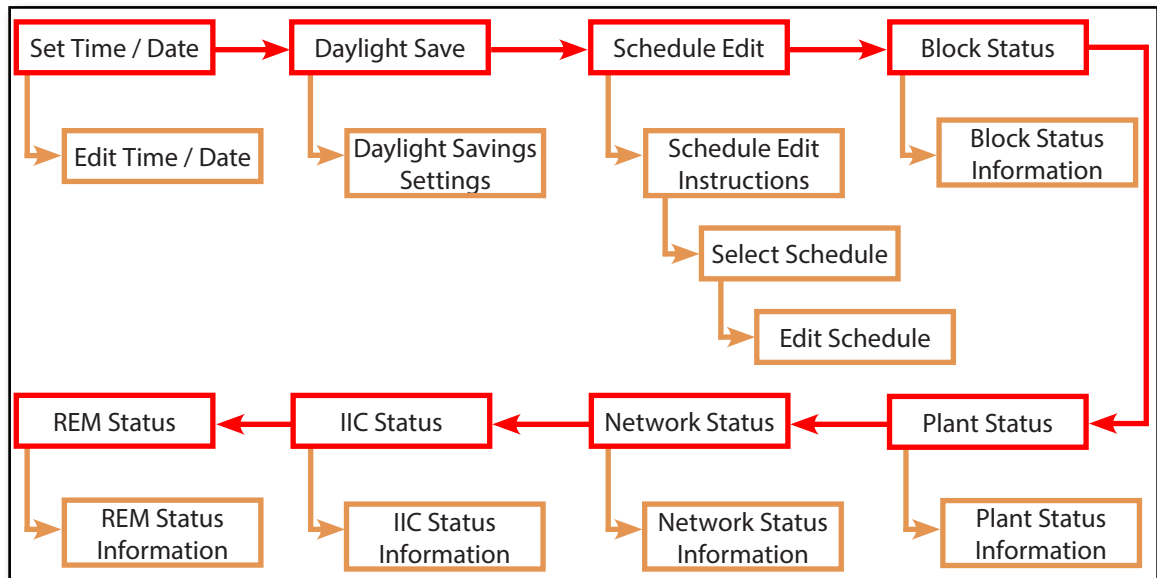 Set Time / Date
Daylight Save
Schedule Edit
Block Status
Edit Time / Date
Daylight Savings
Settings
Schedule Edit
Instructions
Block Status
Information
Select Schedule
Edit Schedule
REM Status
IIC Status
Network Status
Plant Status
REM Status
Information
IIC Status
Information
Network Status
Information
Plant Status
Information